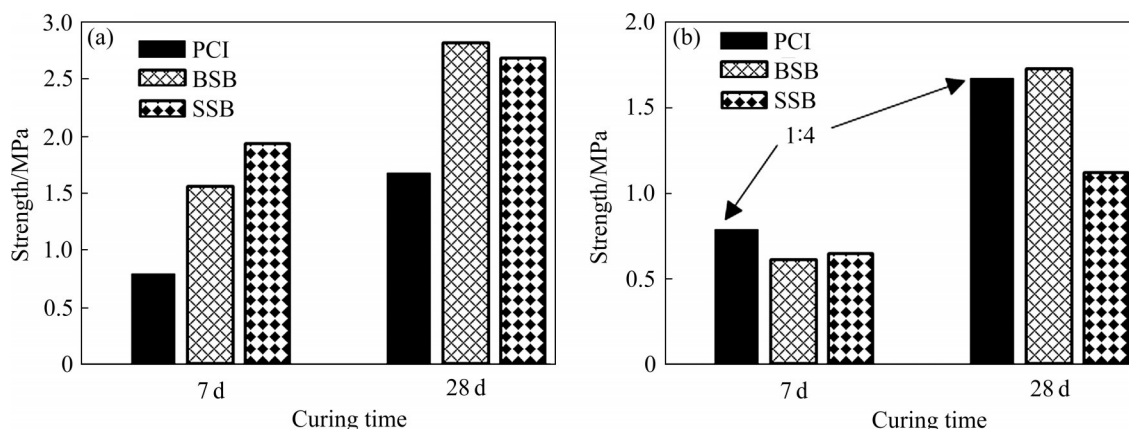 (a)
PCI
BSB
SSB
Strength/MPa
3.0
2.5
2.0
1.5
1.0
0.5
0
7 d
28 d
Curing time
(b)
PCI
BSB
SSB
1:4
Strength/MPa
2.0
1.5
1.0
0.5
0
7 d
28 d
Curing time